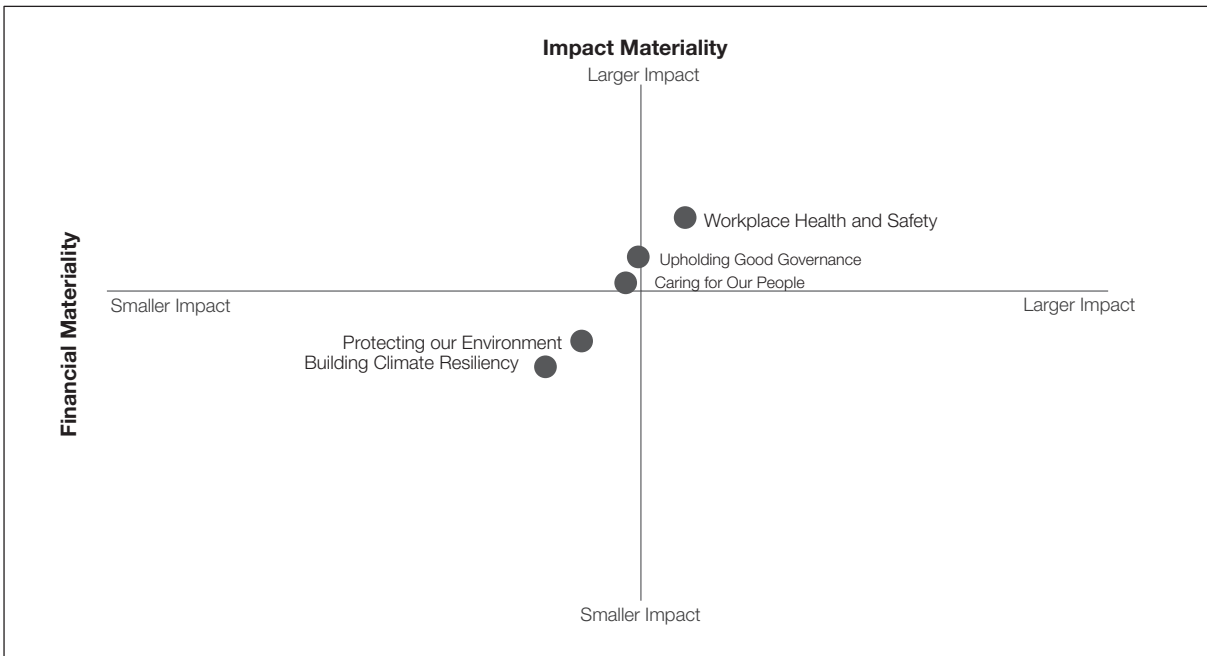 Impact Materiality
Larger Impact
Workplace Health and Safety
Upholding Good Governance
Caring for Our People
Smaller Impact
Larger Impact
Financial Materiality
Protecting our Environment
Building Climate Resiliency
Smaller Impact